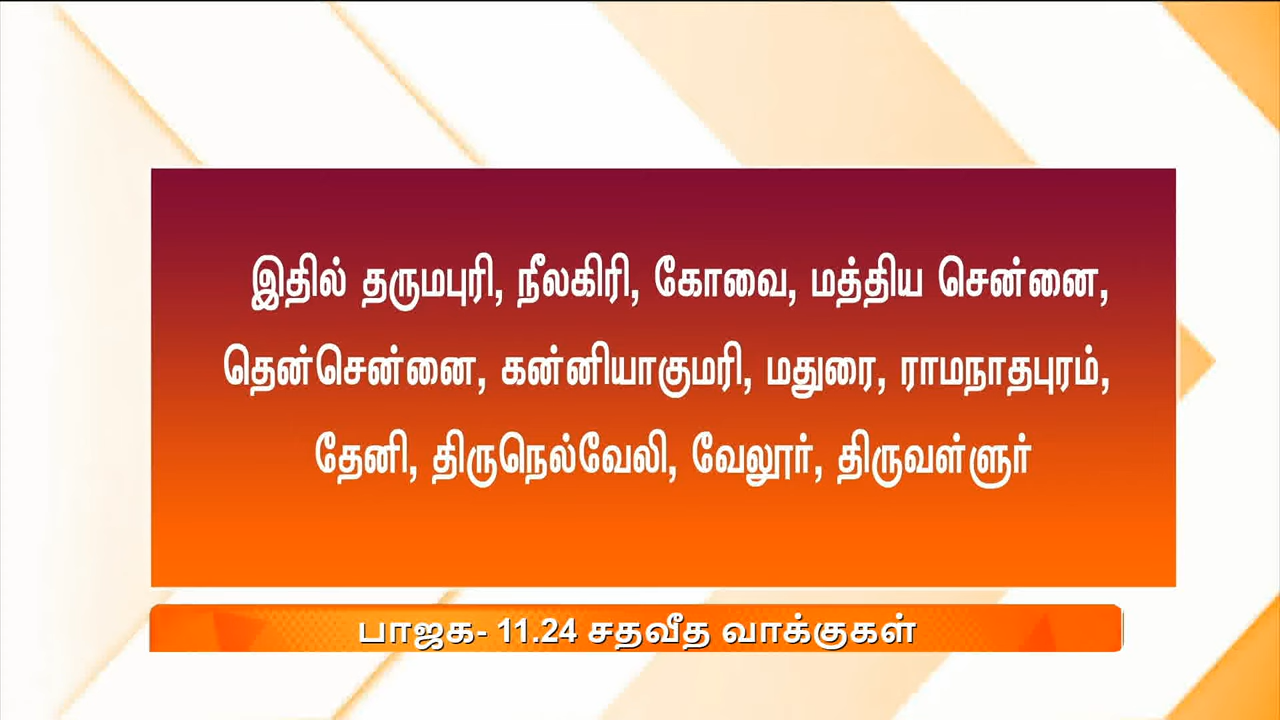 இதில் தருமபுரி, நீலகிரி, கோவை, மத்திய சென்னை,
தென்சென்னை, கன்னியாகுமரி, மதுரை, ராமநாதபுரம்,
தேனி, திருநெல்வேலி, வேலூர், திருவள்ளுர்
பாஜக- 11.24 சதவீத வாக்குகள்